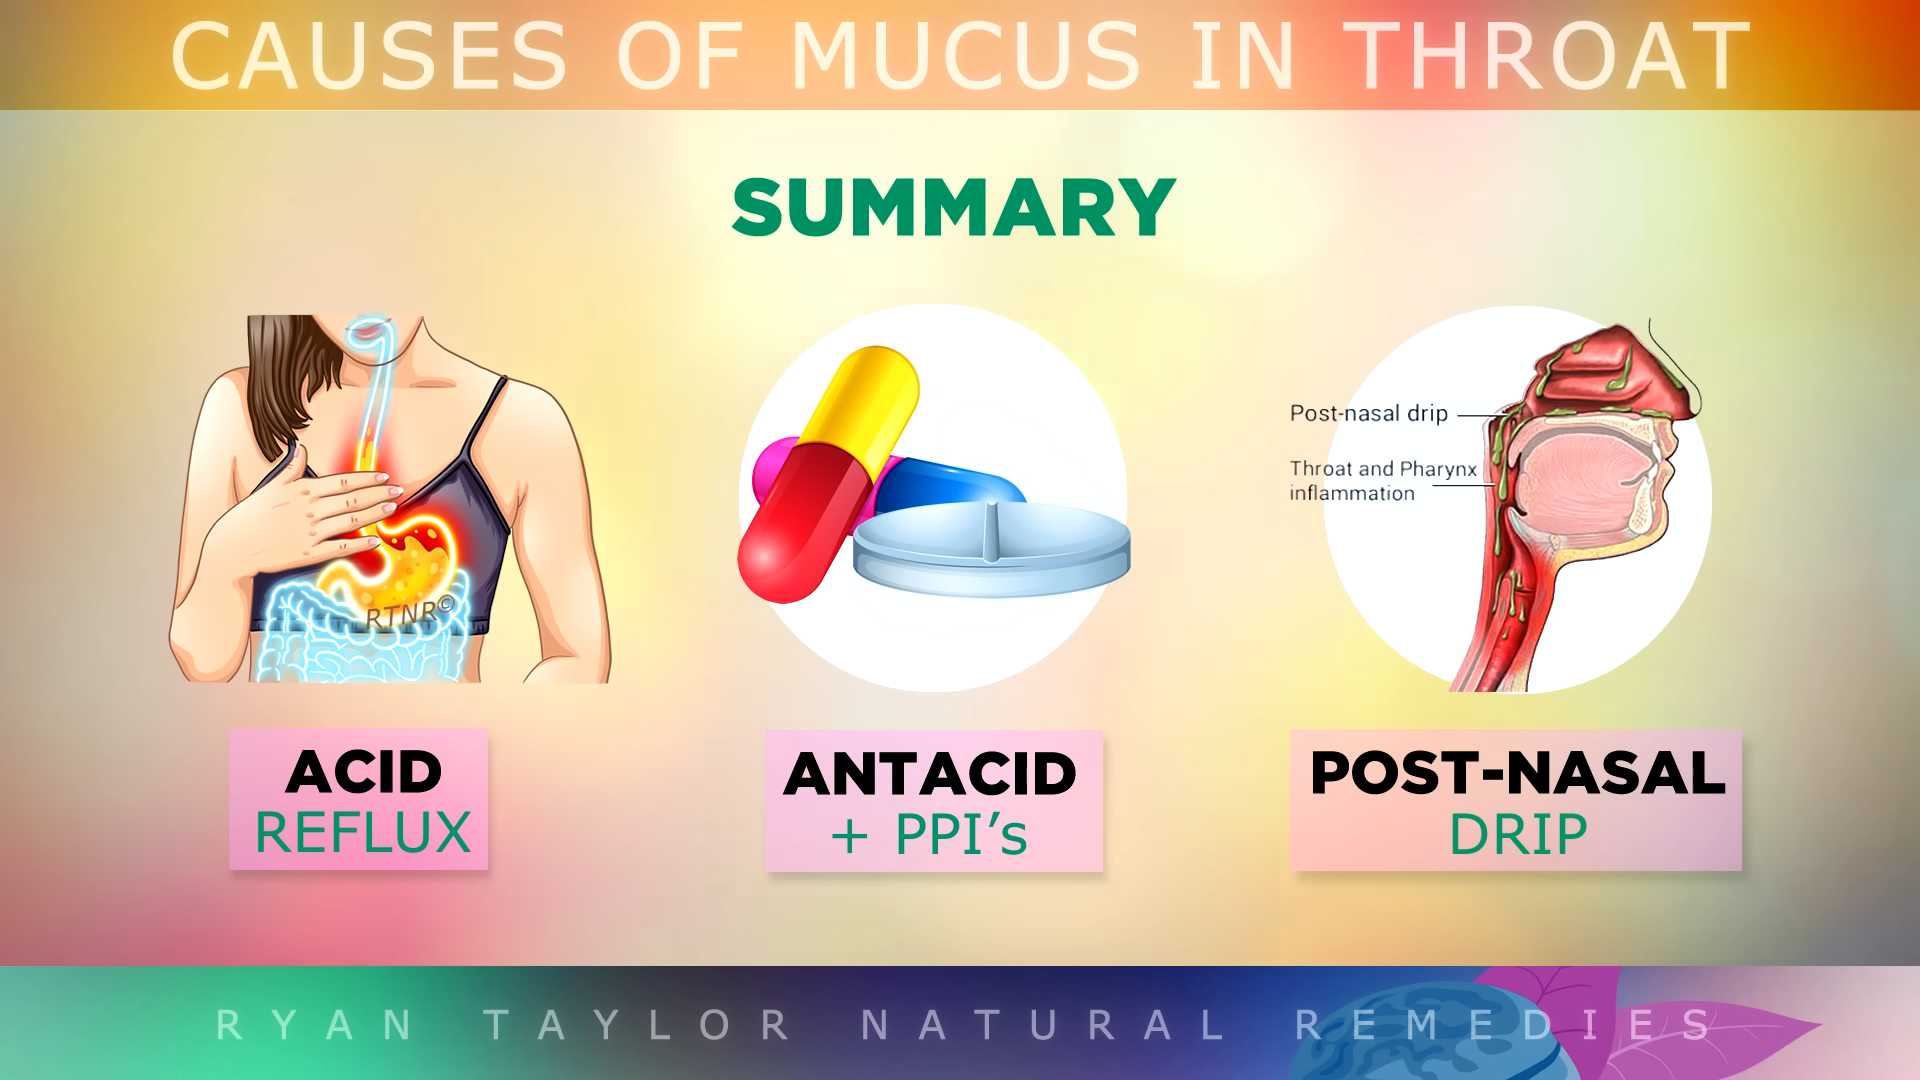 CAUSES OF MUCUS IN THROAT
SUMMARY
Post-nasal drip
Throat and Pharynx
inflammation
RTNR©
ACID
REFLUX
ANTACID
+ PPI’s
POST-NASAL
DRIP
RYAN TAYLOR NATURAL REMEDIES